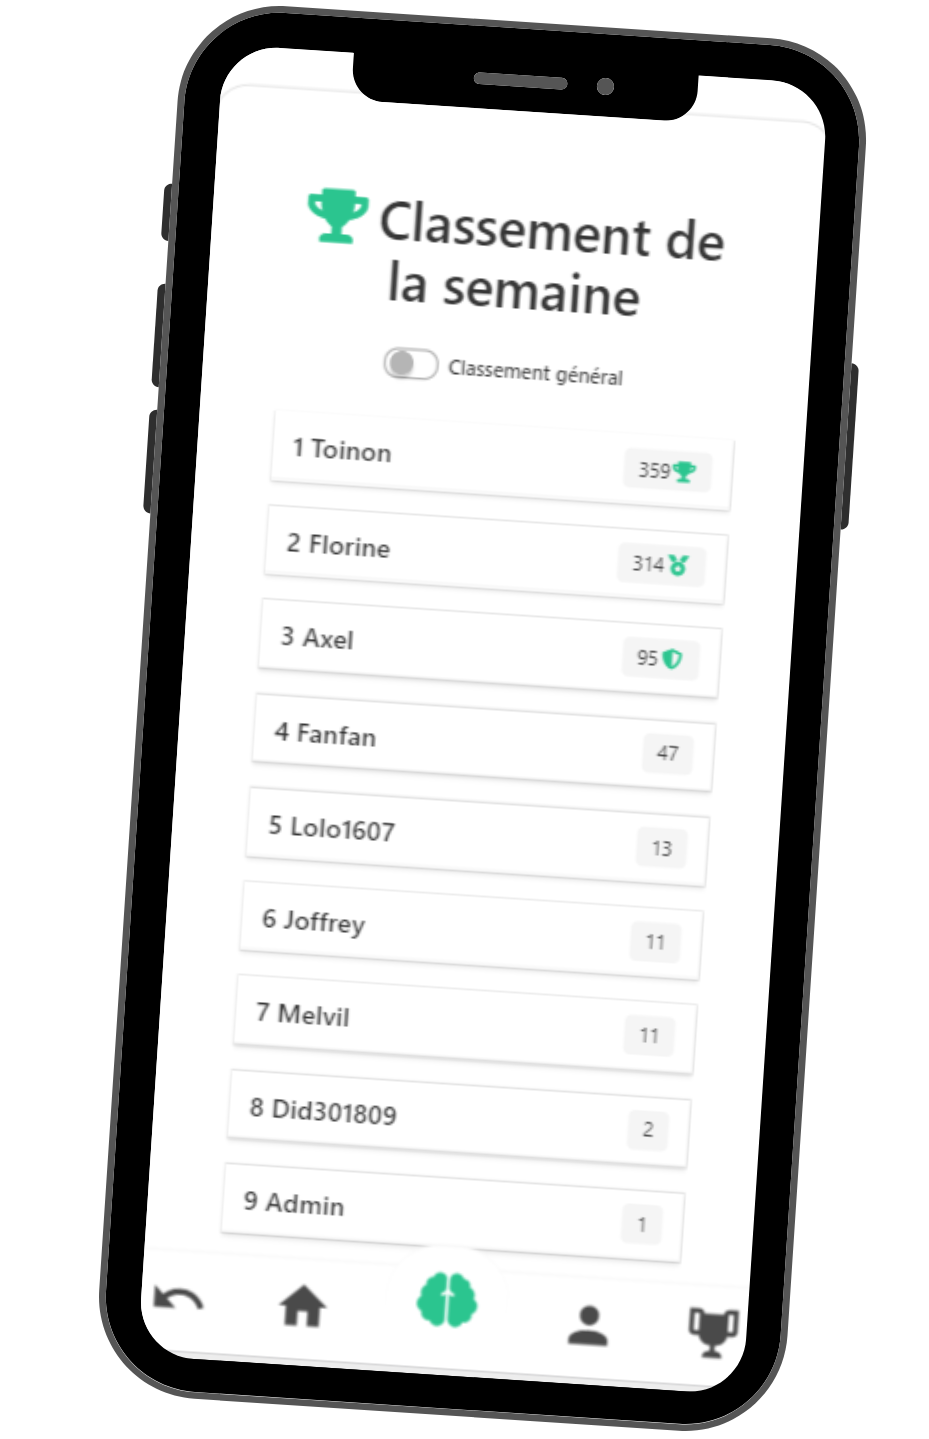 Classement de
la semaine
Classement général
1 Toinon 359
2 Florine 314
3 Axel 95
4 Fanfan 47
5 Lolo1607 13
6 Joffrey 11
7 Melvil 11
8 Did301809 2
9 Admin 1